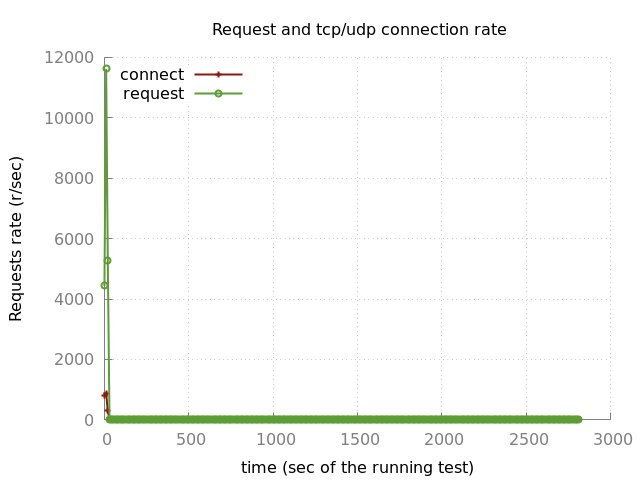 Request and tcp/udp connection rate
12000
10000
8000
6000
4000
2000
0
connect
request
Requests rate (r/sec)
0 500 1000 1500 2000 2500 3000
time (sec of the running test)